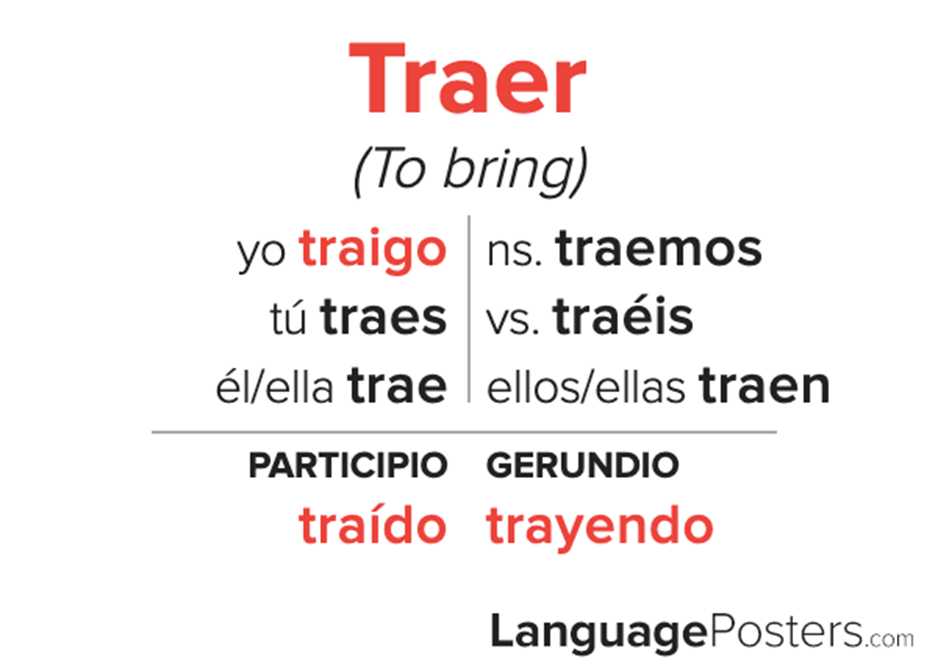 Traer
(To bring)
yo traigo
tú traes
él/ella trae
ns. traemos
vs. traéis
ellos/ellas traen
PARTICIPIO
traído
GERUNDIO
trayendo
LanguagePosters.com